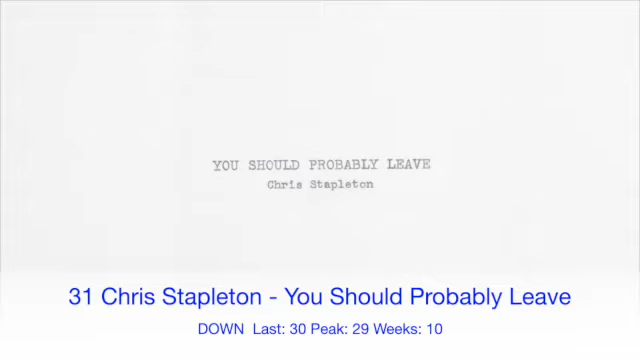 YOU SHOULD PROBABLY LEAVE
Chris Stapleton
31 Chris Stapleton - You Should Probably Leave
DOWN Last: 30 Peak: 29 Weeks: 10